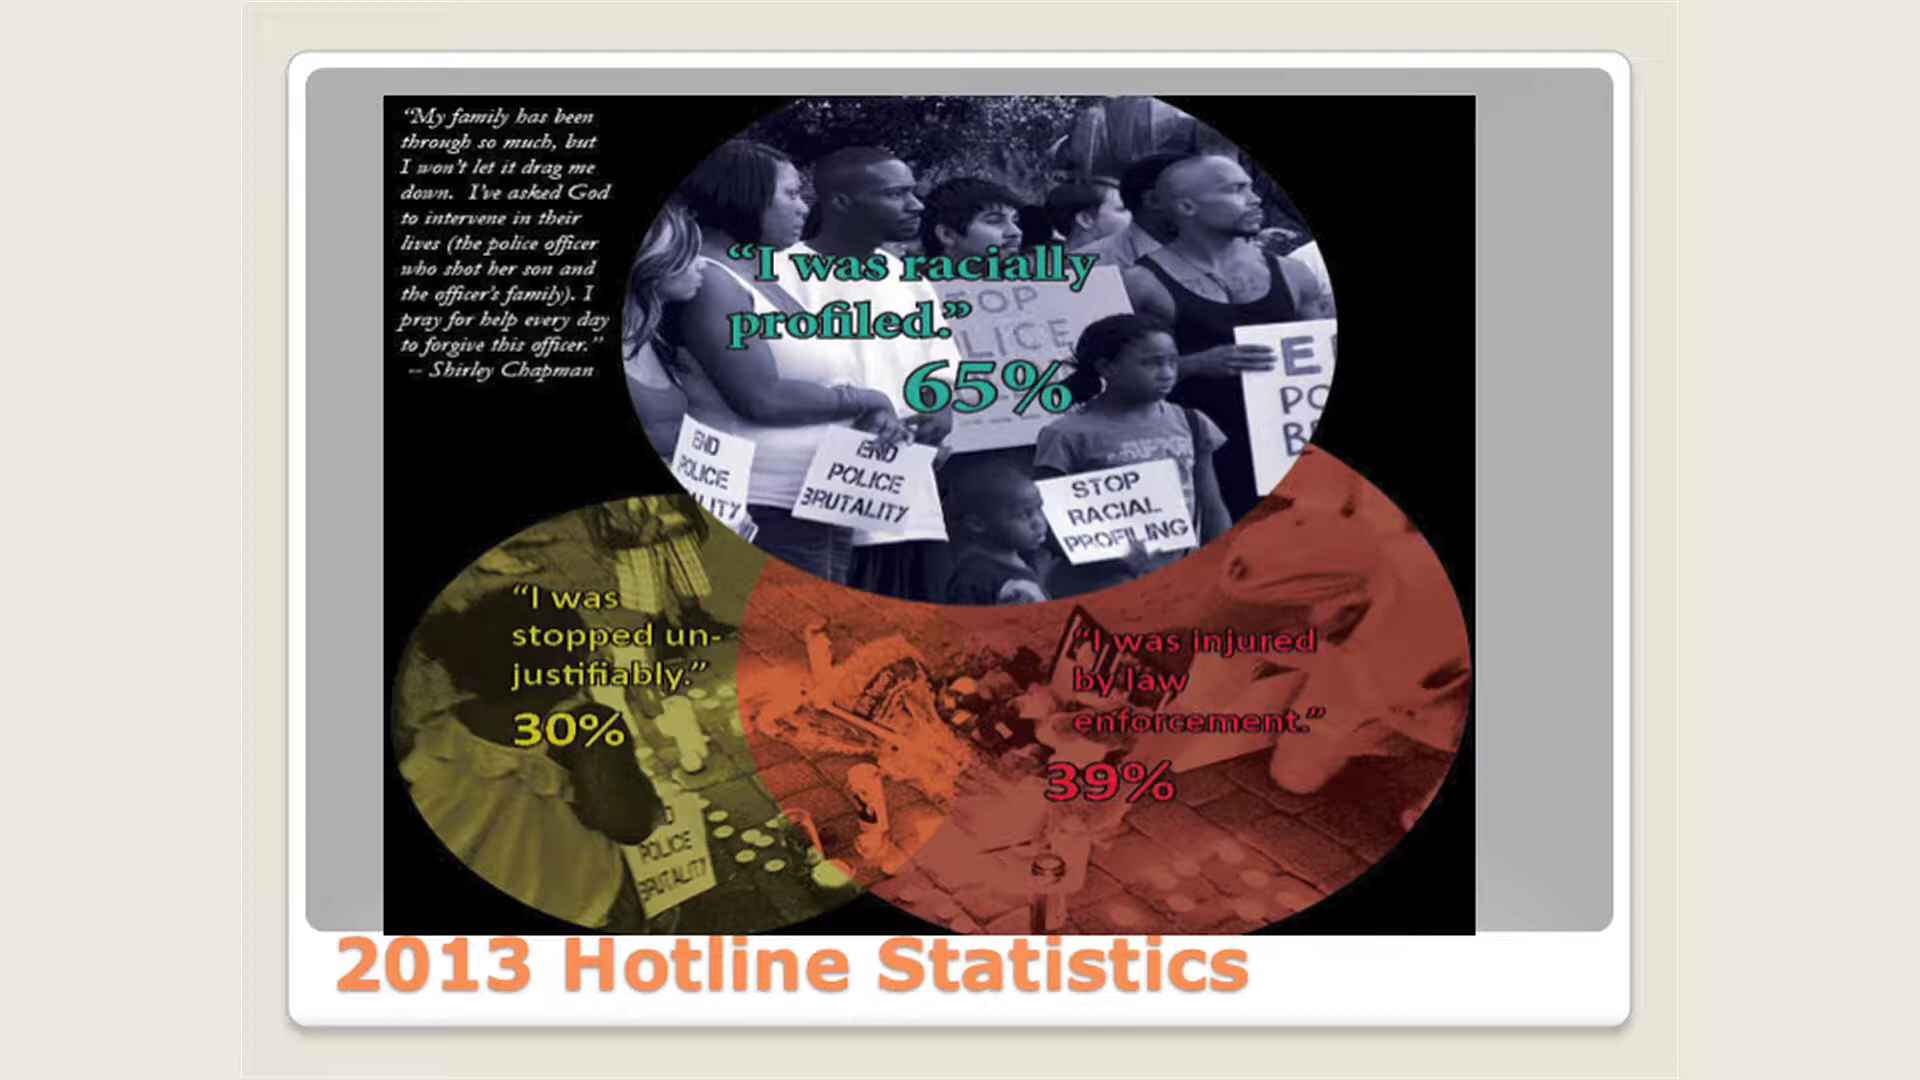 “My family has been
through so much, but
I won’t let it drag me
down. I’ve asked God
to intervene in their
lives (the police officer
who shot her son and
the officer’s family). I
pray for help every day
to forgive this officer.”
-- Shirley Chapman
“I was racially
profiled.”
65%
END
POLICE
END
POLICE
BRUTALITY
STOP
RACIAL
PROFILING
“I was
stopped un-
justifiably.”
30%
“I was injured
by law
enforcement.”
39%
POLICE
BRUTALITY
2013 Hotline Statistics